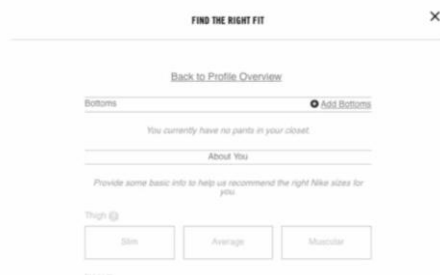 FIND THE RIGHT FIT
Back to Profile Overview
Bottoms
Add Bottoms
You currently have no pants in your closet.
About You
Provide some basic info to help us recommend the right Nike sizes for
you.
Thigh
Slim
Average
Muscular